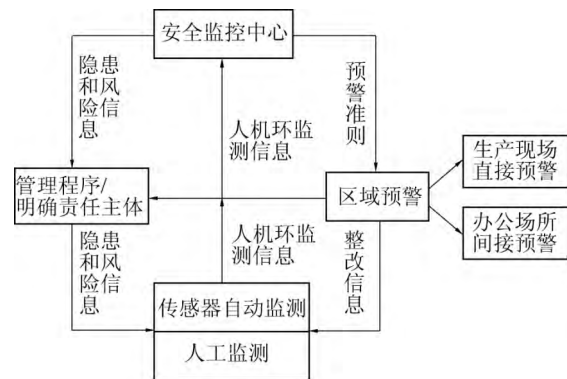 安全监控中心
隐患
和风
险信
息
预警准则
人机环监
测信息
管理程序/
明确责任主体
区域预警
生产现场
直接预警
办公场所
间接预警
隐患
和风
险信
息
人机环监
测信息
整改信息
传感器自动监测
人工监测